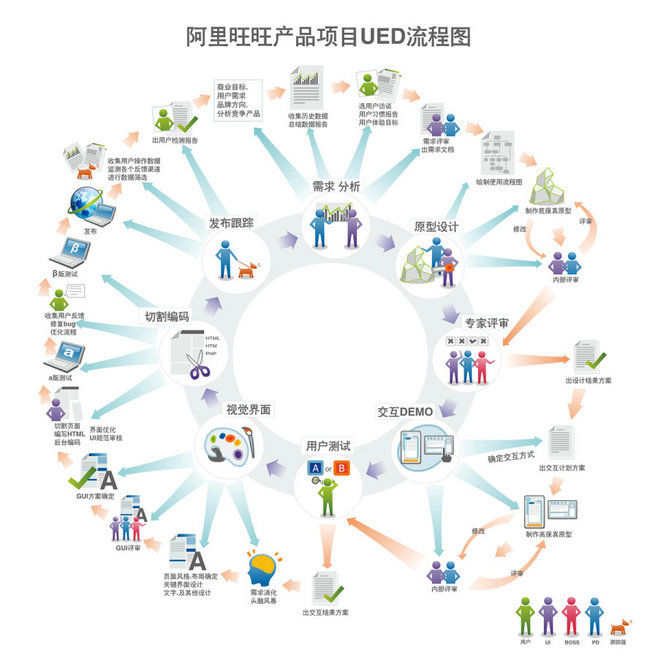 阿里旺旺产品项目UED流程图
商业目标.
用户需求
品牌方向.
分析竞争产品
收集历史数据
总结数据报告
选用户访谈
用户习惯报告
用户体验目标
需求评审
出需求文档
绘制使用流程图
制作底保真原型
修改
评审
内部评审
出设计结果方案
确定交互方式
出交互计划方案
制作高保真原型
修改
评审
内部评审
出交互结果方案
需求消化
头脑风暴
页面风格.布局确定
关键界面设计
文字.及其他设计
GUI评审
GUI方案确定
界面优化
UI规范审核
切割页面
编写HTML
后台编码
a版测试
收集用户反馈
修复bug
优化流程
β版测试
发布
收集用户操作数据
监测各个反馈渠道
进行数据筛选
出用户检测报告
需求 分析
原型设计
专家评审
交互DEMO
用户测试
A or B
视觉界面
切割编码
HTML
HTM
PHP
发布跟踪
用户
UI
BOSS
PD
跟踪器